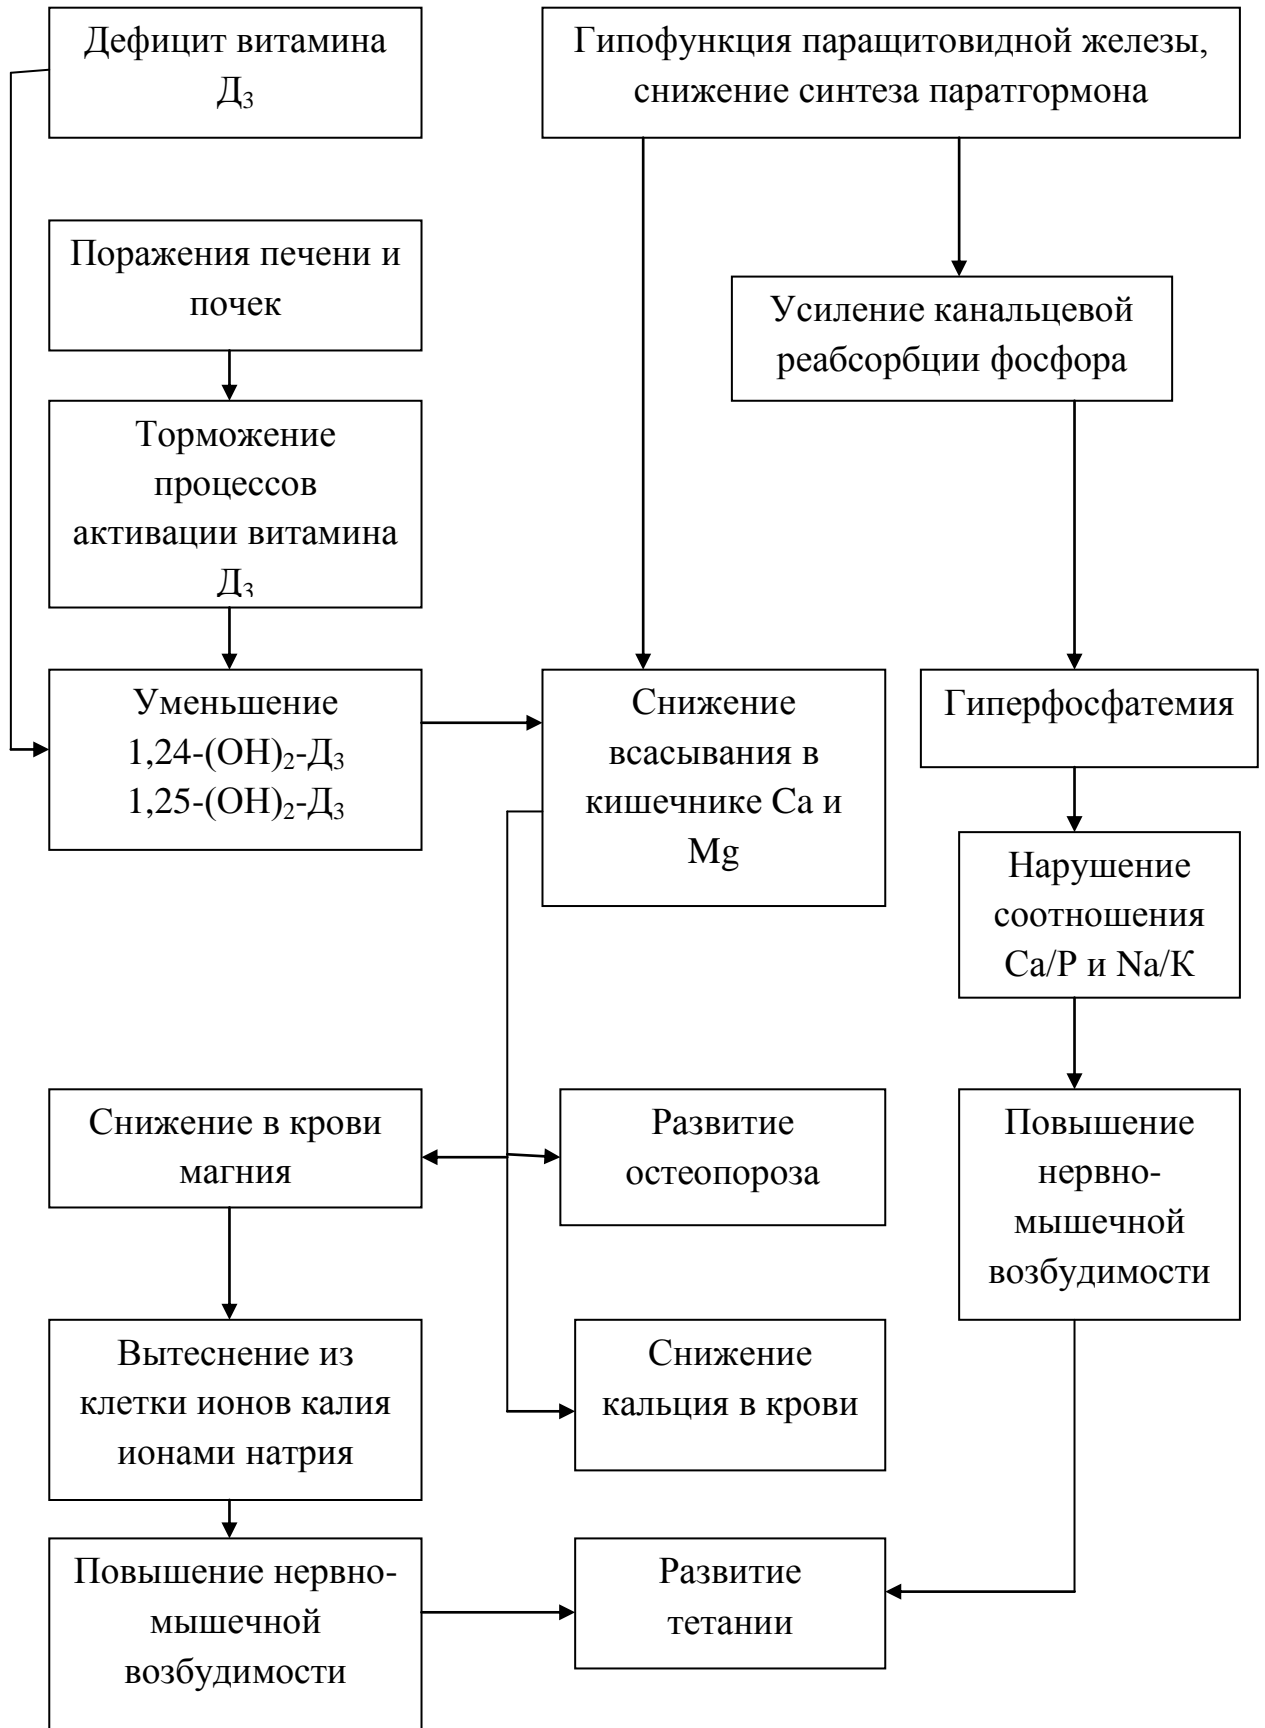 Дефицит витамина
Д₃
Гипофункция паращитовидной железы,
снижение синтеза паратгормона
Поражения печени и
почек
Усиление канальцевой
реабсорбции фосфора
Торможение
процессов
активации витамина
Д₃
Уменьшение
1,24-(ОН)₂-Д₃
1,25-(ОН)₂-Д₃
Снижение
всасывания в
кишечнике Ca и
Mg
Гиперфосфатемия
Нарушение
соотношения
Ca/P и Na/К
Снижение в крови
магния
Развитие
остеопороза
Повышение
нервно-
мышечной
возбудимости
Вытеснение из
клетки ионов калия
ионами натрия
Снижение
кальция в крови
Повышение нервно-
мышечной
возбудимости
Развитие
тетании